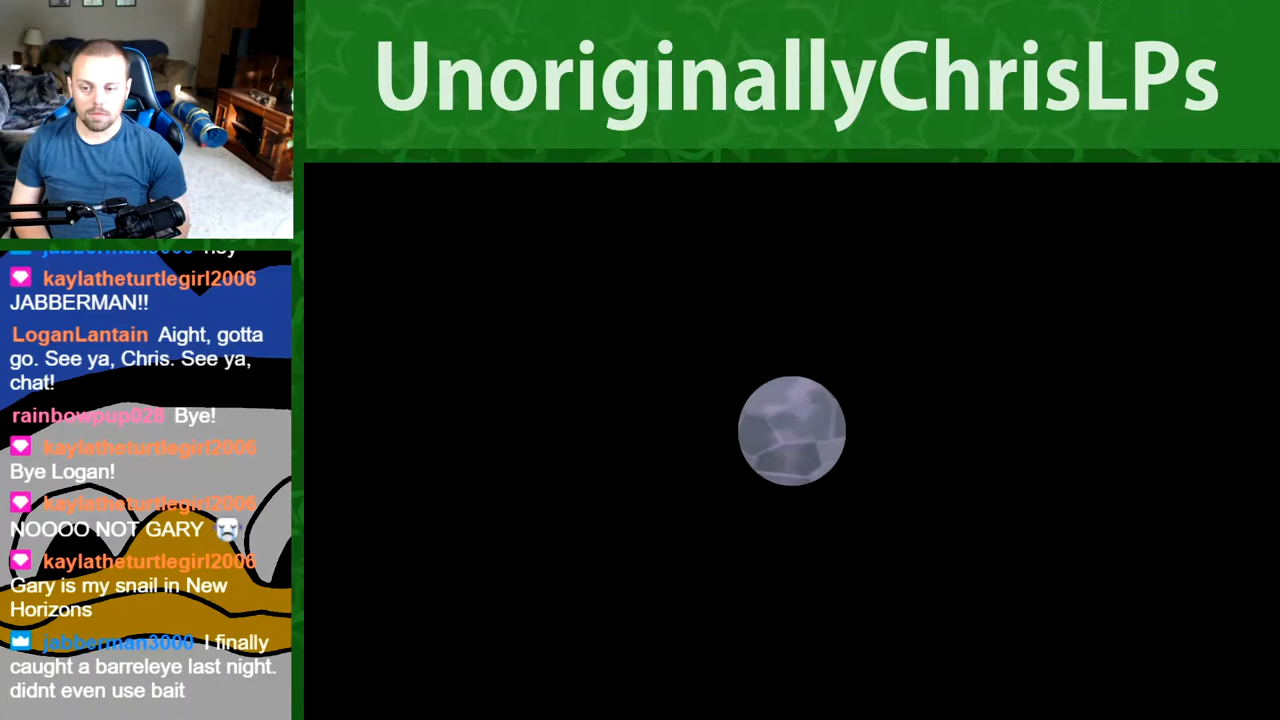 UnoriginallyChrisLPs
kaylatheturtlegirl2006
JABBERMAN!!
LoganLantain Aight, gotta
go. See ya, Chris. See ya,
chat!
rainbowpup028 Bye!
kaylatheturtlegirl2006
Bye Logan!
kaylatheturtlegirl2006
NOOOO NOT GARY
kaylatheturtlegirl2006
Gary is my snail in New
Horizons
jabberman3000 I finally
caught a barreleye last night.
didnt even use bait